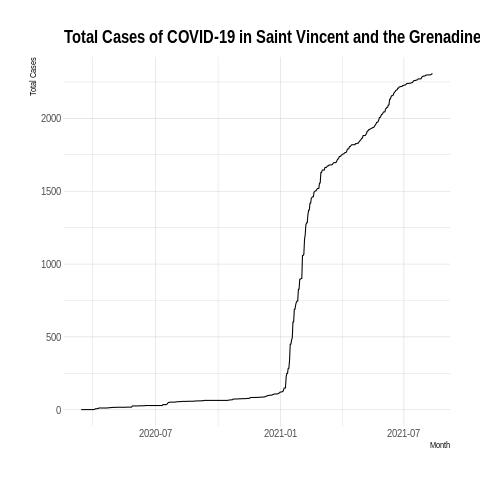 Total Cases of COVID-19 in Saint Vincent and the Grenadine
Total Cases
2000
1500
1000
500
0
2020-07
2021-01
2021-07
Month